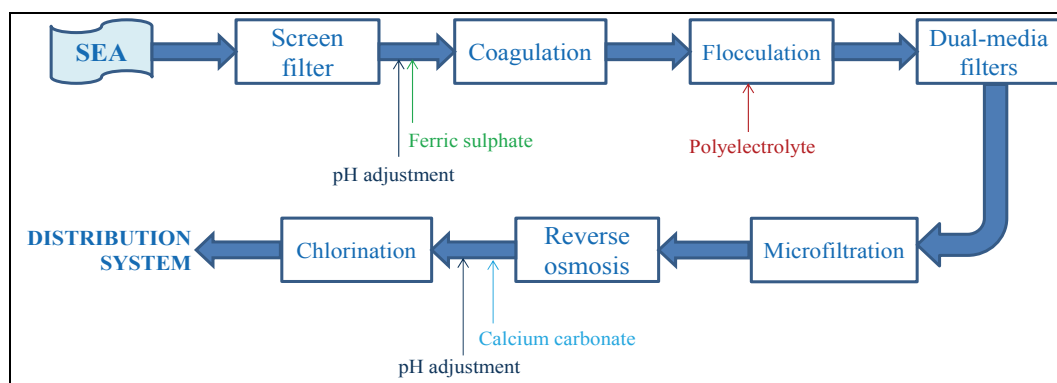 SEA
Screen
filter
Coagulation
Flocculation
Dual-media
filters
Ferric sulphate
pH adjustment
Polyelectrolyte
DISTRIBUTION
SYSTEM
Chlorination
Reverse
osmosis
Microfiltration
Calcium carbonate
pH adjustment